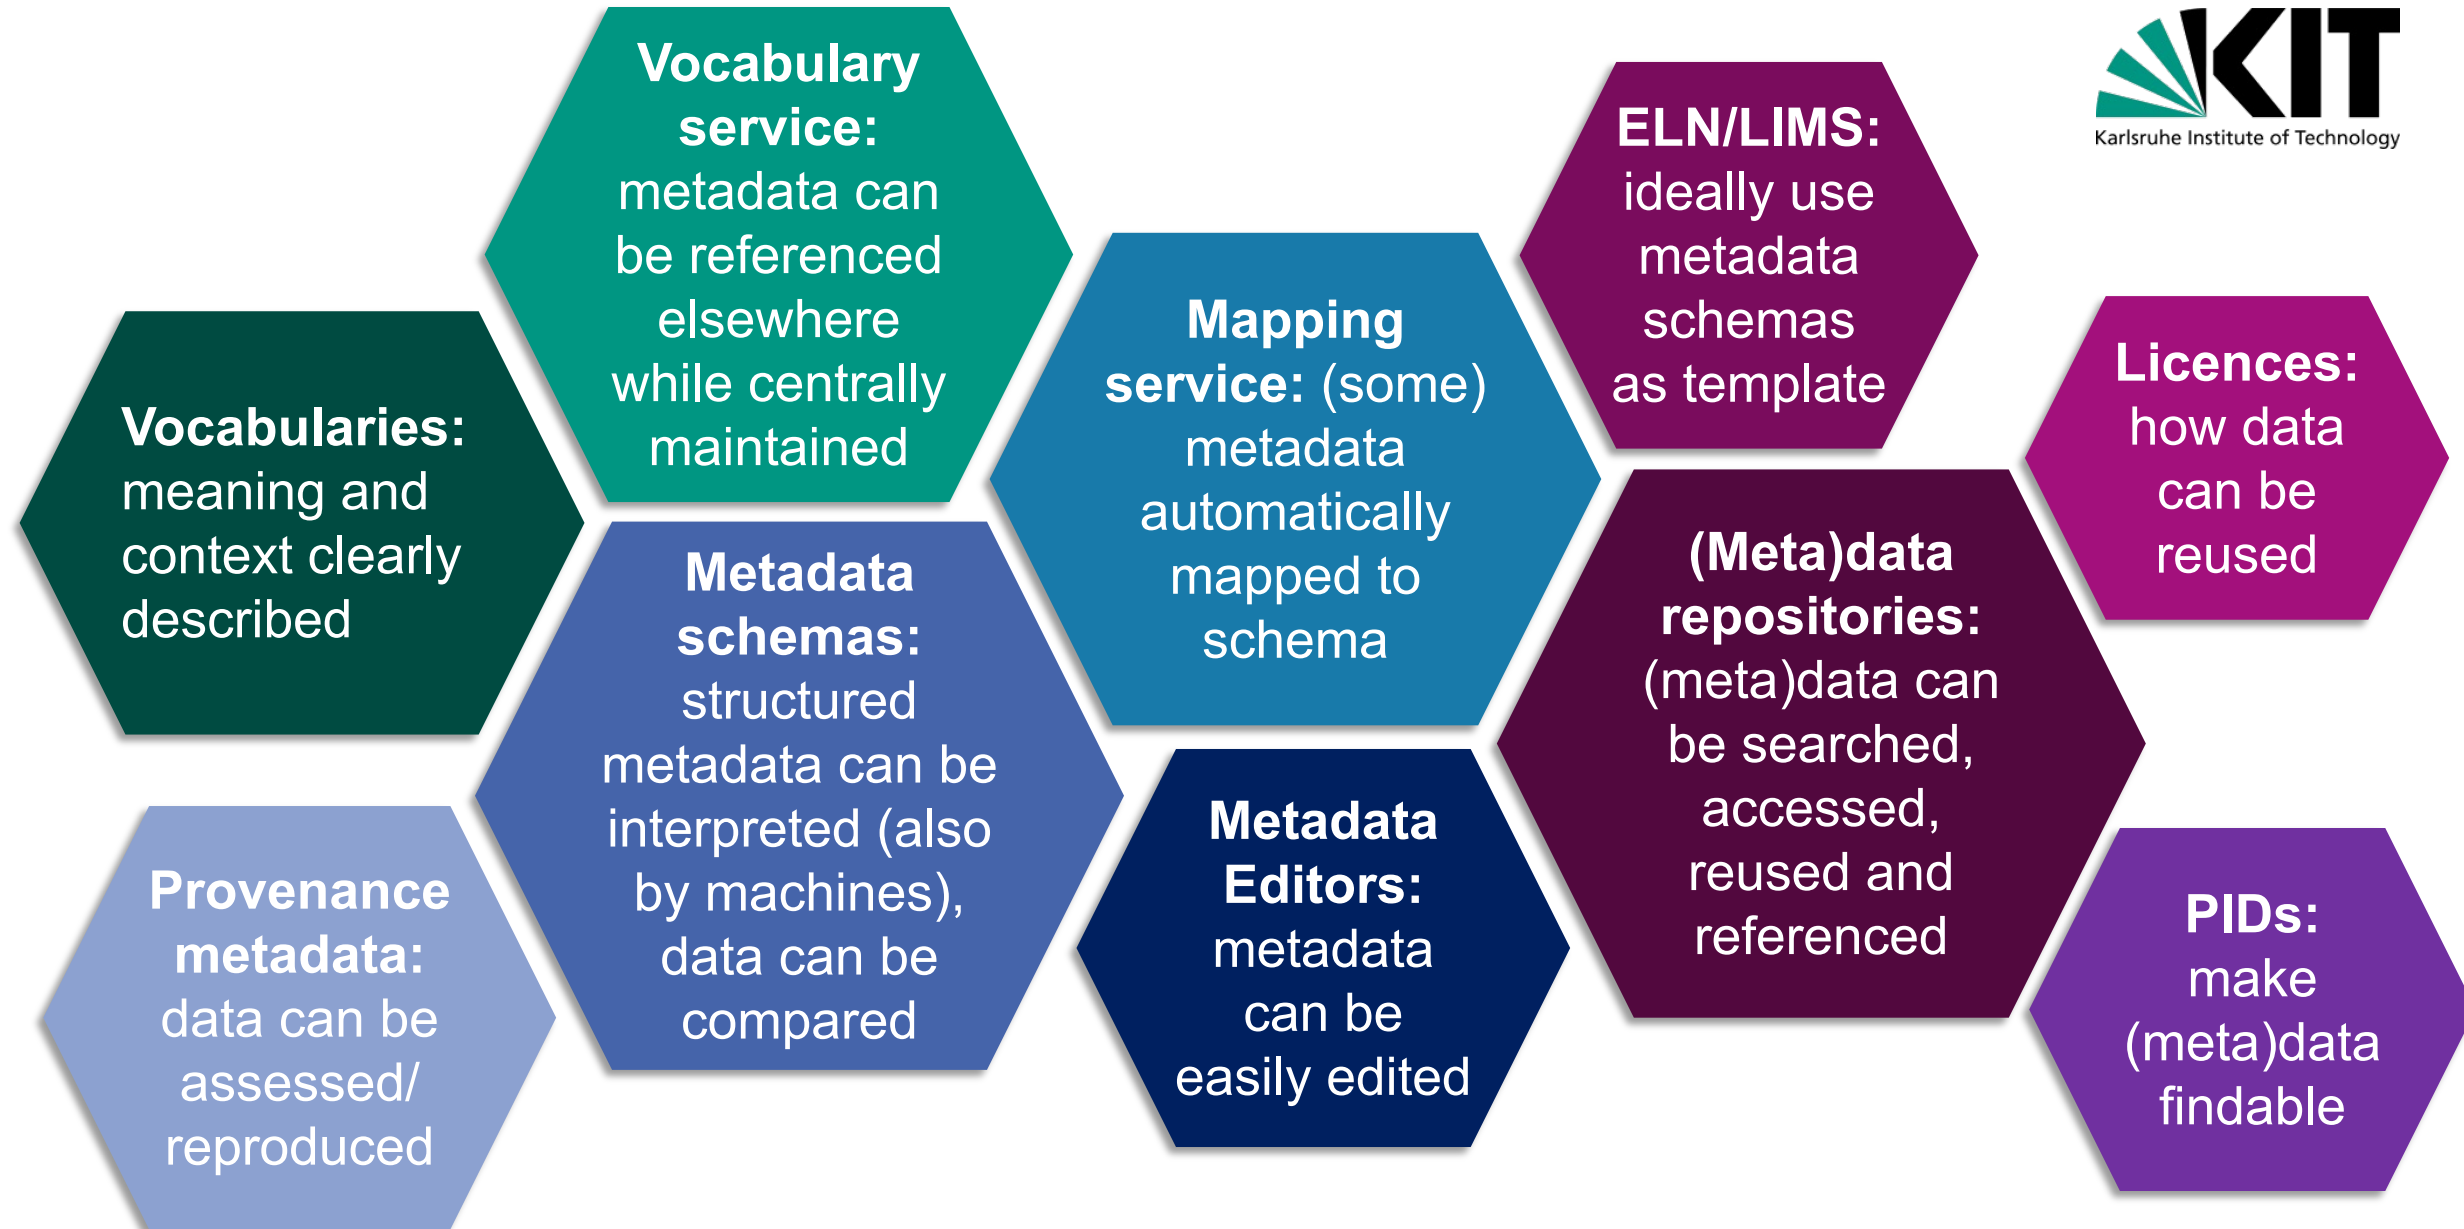 Vocabulary
service:
metadata can
be referenced
elsewhere
while centrally
maintained
KIT
Karlsruhe Institute of Technology
ELN/LIMS:
ideally use
metadata
schemas
as template
Mapping
service: (some)
metadata
automatically
mapped to
schema
Licences:
how data
can be
reused
Vocabularies:
meaning and
context clearly
described
Metadata
schemas:
structured
metadata can be
interpreted (also
by machines),
data can be
compared
(Meta)data
repositories:
(meta)data can
be searched,
accessed,
reused and
referenced
Provenance
metadata:
data can be
assessed/
reproduced
Metadata
Editors:
metadata
can be
easily edited
PIDs:
make
(meta)data
findable